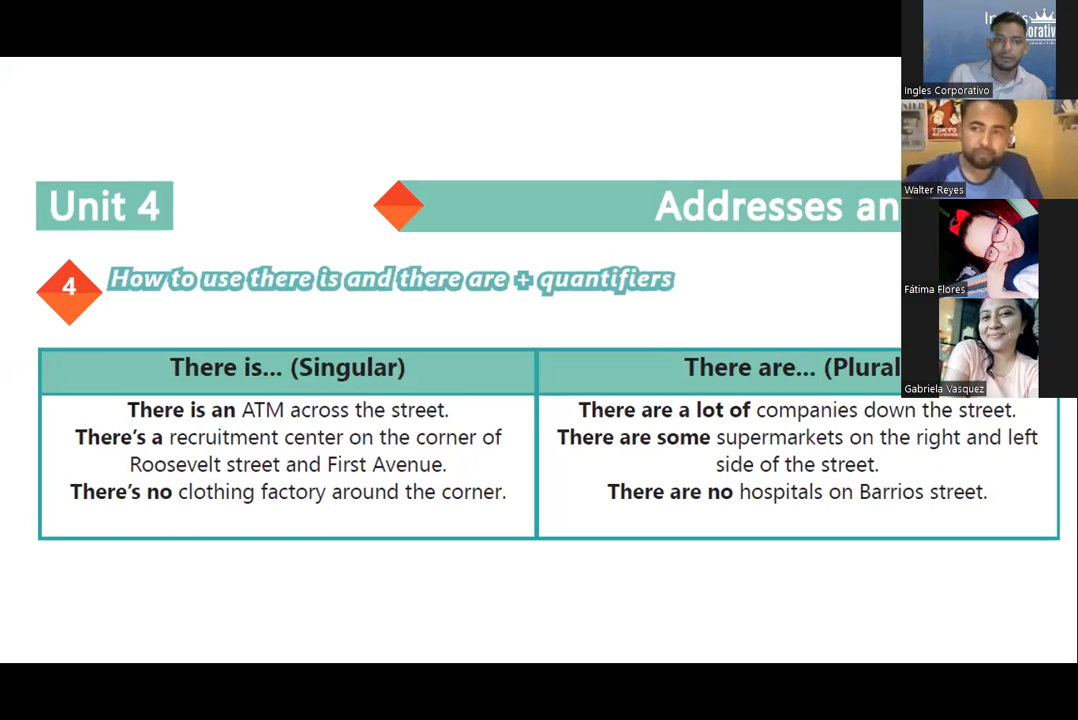 Ingles Corporativo
Walter Reyes
TOKYO
Fátima Flores
Gabriela Vasquez
Unit 4
Addresses an
4
How to use there is and there are + quantifiers
There is... (Singular)
There is an ATM across the street.
There's a recruitment center on the corner of
Roosevelt street and First Avenue.
There's no clothing factory around the corner.
There are... (Plural
There are a lot of companies down the street.
There are some supermarkets on the right and left
side of the street.
There are no hospitals on Barrios street.